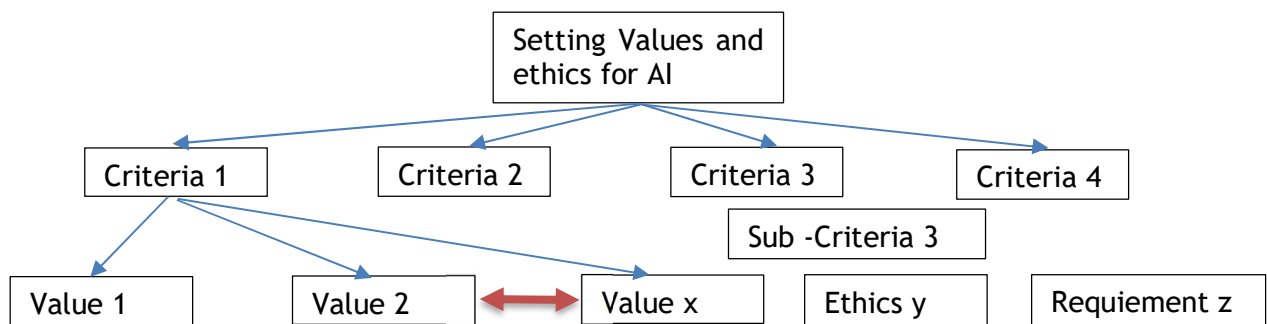 Setting Values and
ethics for AI
Criteria 1
Criteria 2
Criteria 3
Criteria 4
Sub -Criteria 3
Value 1
Value 2
Value x
Ethics y
Requiement z